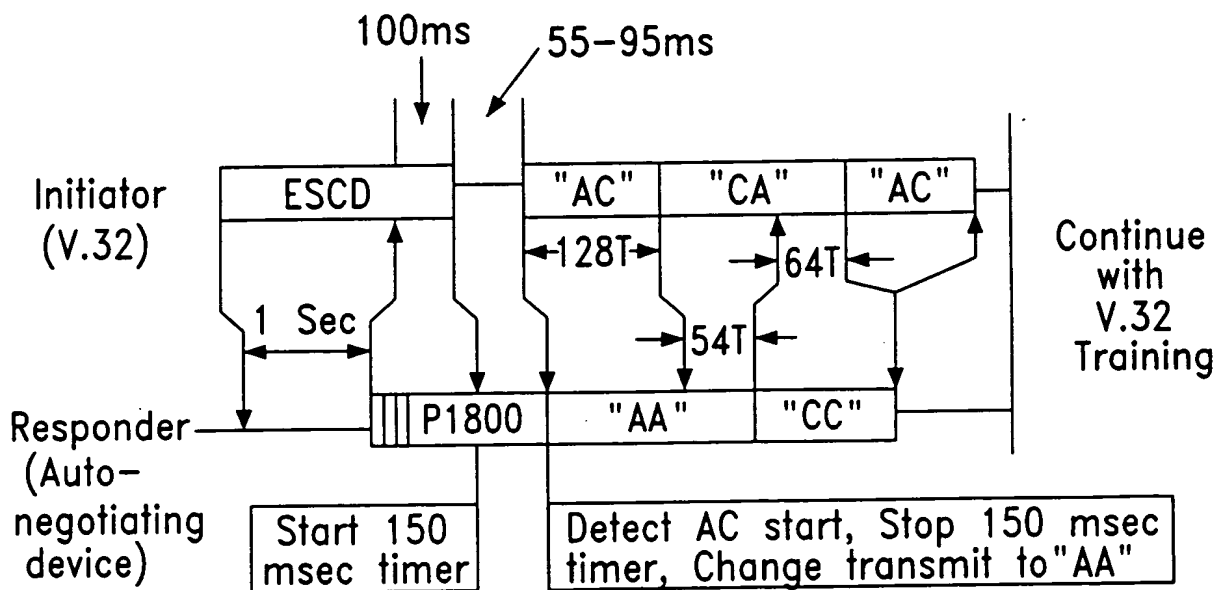 100ms
55-95ms
Initiator
(V.32)
ESCD
"AC"
"CA"
"AC"
128T
64T
Continue
with
V.32
Training
1 Sec
54T
Responder
(Auto-
negotiating
device)
P1800
"AA"
"CC"
Start 150
msec timer
Detect AC start, Stop 150 msec
timer, Change transmit to"AA"